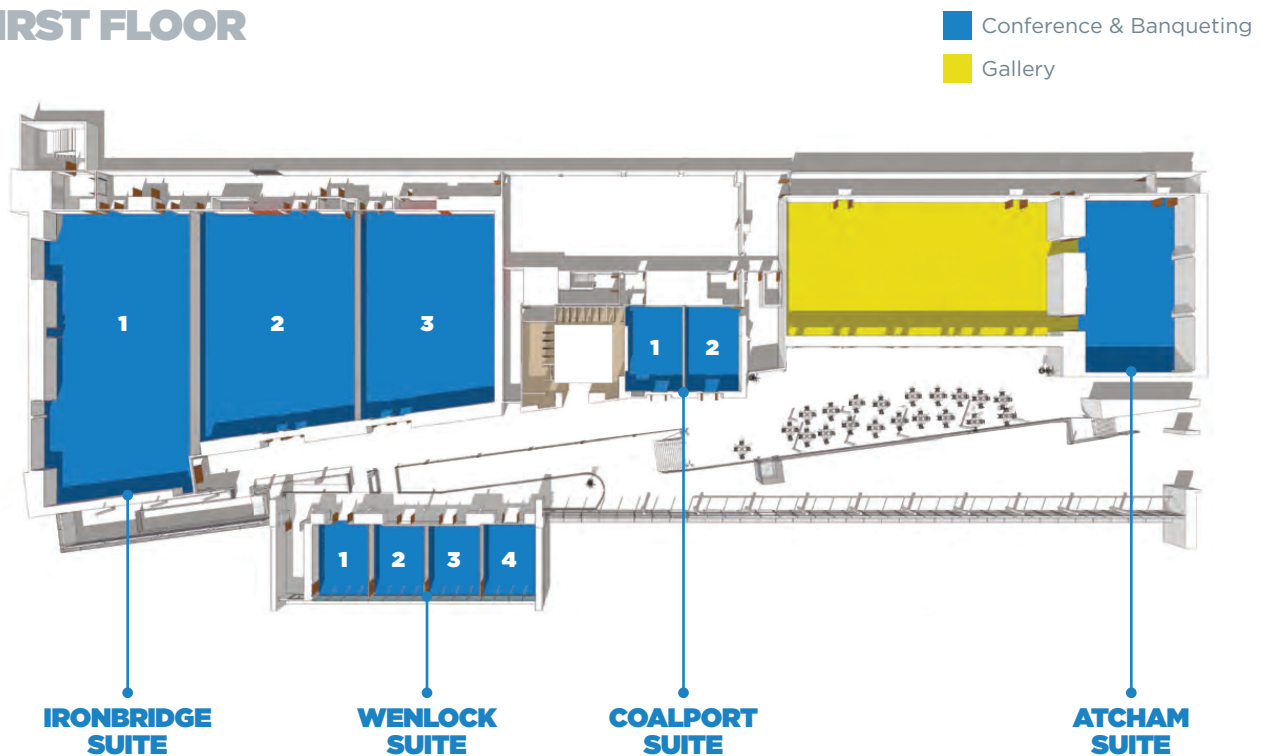 IRST FLOOR
Conference & Banqueting
Gallery
1
2
3
1
2
1
2
3
4
IRONBRIDGE
SUITE
WENLOCK
SUITE
COALPORT
SUITE
ATCHAM
SUITE